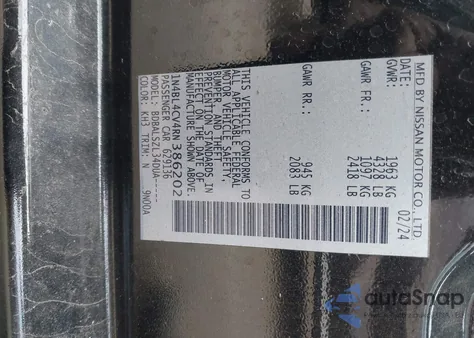 MFD BY NISSAN MOTOR CO., LTD.
DATE: 02/24
GVWR: 1963 KG
GAWR FR: 1097 KG
2418 LB
GAWR RR: 945 KG
2083 LB
THIS VEHICLE CONFORMS TO
ALL APPLICABLE FEDERAL
MOTOR VEHICLE SAFETY,
BUMPER, AND THEFT
PREVENTION STANDARDS IN
EFFECT ON THE DATE OF
MANUFACTURE SHOWN ABOVE.
1N4BL4CV4RN386202
PASSENGER CAR
MODEL:
COLOR: KH3 TRIM: N 9N00A
autoSnap